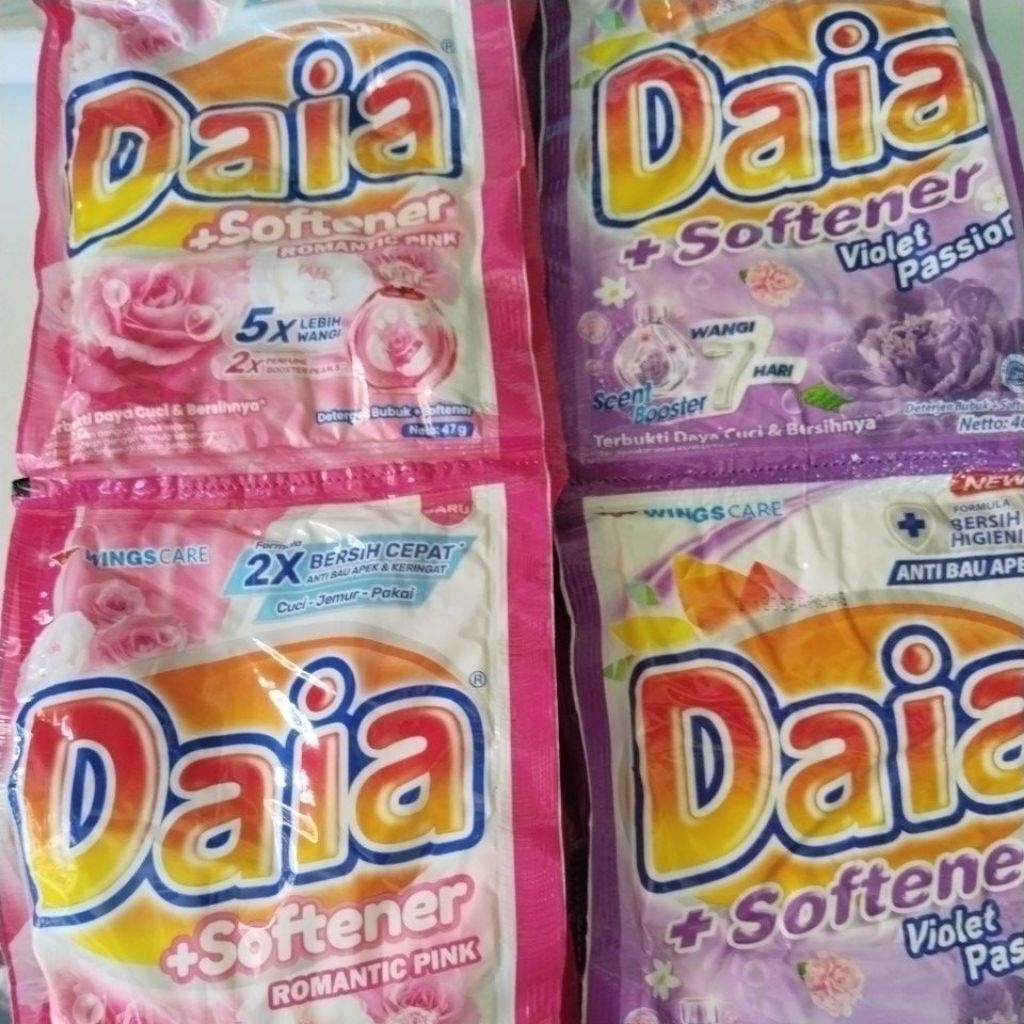 Daia
®
+Softener
ROMANTIC PINK
5X LEBIH WANGI
2X PERFUME BOOSTER PEARLS
Terbukti Daya Cuci & Bersihnya^
Deterjen Bubuk + Softener
Neto: 47 g
Daia
+ Softener
Violet
Passion
WANGI
7 HARI
Scent
Booster
Terbukti Daya Cuci & Bersihnya^
Deterjen Bubuk +
Netto:
BARU
WINGS CARE
Formula
2X BERSIH CEPAT
ANTI BAU APEK & KERINGAT
Cuci - Jemur - Pakai
Daia
®
+Softener
ROMANTIC PINK
NEW
WINGS CARE
FORMULA
BERSIH
HIGIENI
ANTI BAU APE
Daia
+ Softene
Violet
Pas